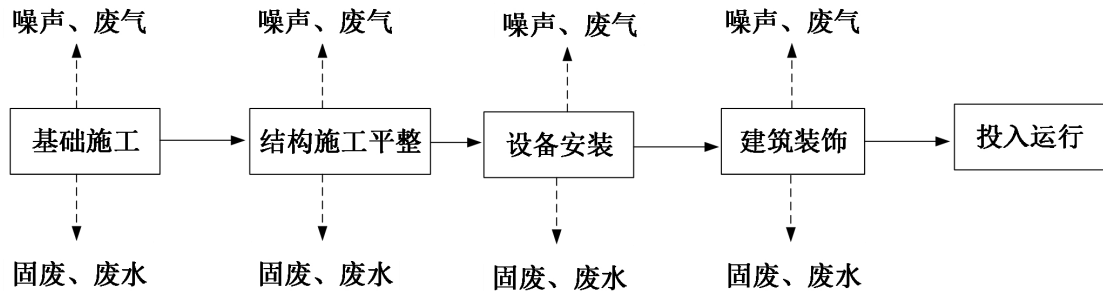 噪声、废气
噪声、废气
噪声、废气
噪声、废气
基础施工
结构施工平整
设备安装
建筑装饰
投入运行
固废、废水
固废、废水
固废、废水
固废、废水